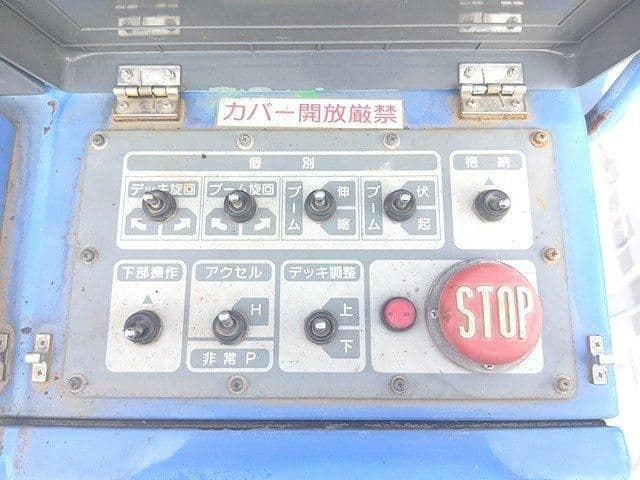 カバー開放厳禁
個別
格納
デッキ旋回
ブーム旋回
ブーム
伸
縮
ブーム
伏
起
下部操作
アクセル
H
非常P
デッキ調整
上
下
STOP